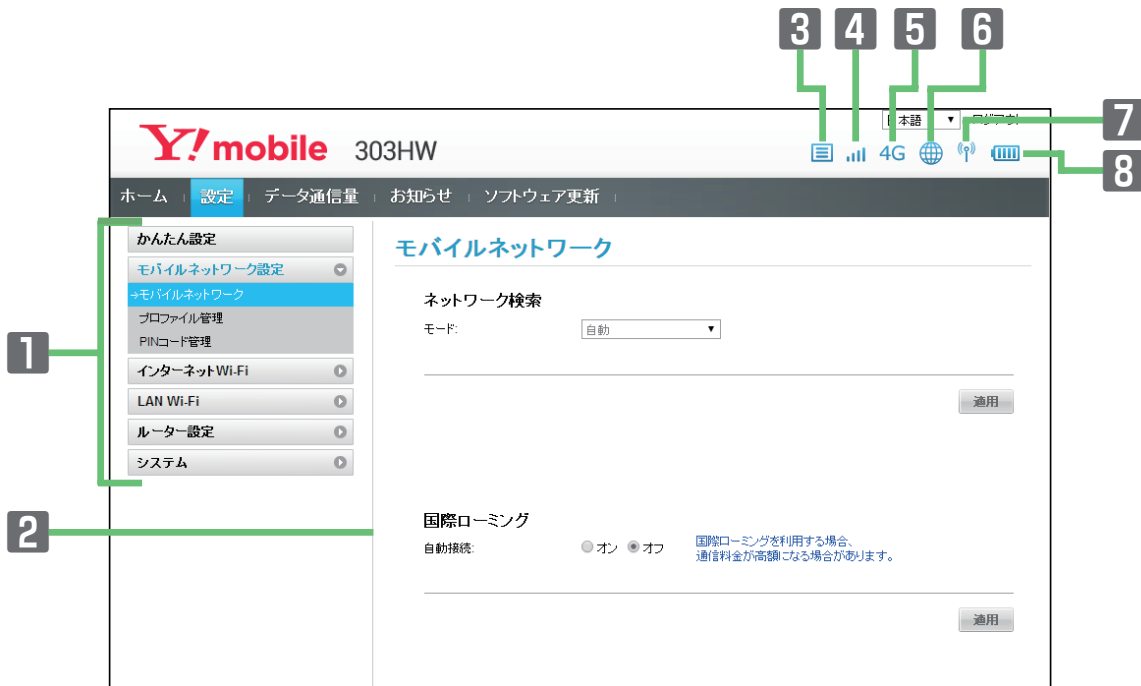 3 4 5 6
日本語 ログアウト
7
Y!mobile 303HW
4G
8
ホーム 設定 データ通信量 お知らせ ソフトウェア更新
1
かんたん設定
モバイルネットワーク設定
→モバイルネットワーク
プロファイル管理
PINコード管理
インターネットWi-Fi
LAN Wi-Fi
ルーター設定
システム
2
モバイルネットワーク
ネットワーク検索
モード: 自動
適用
国際ローミング
自動接続: オン オフ
国際ローミングを利用する場合、
通信料金が高額になる場合があります。
適用